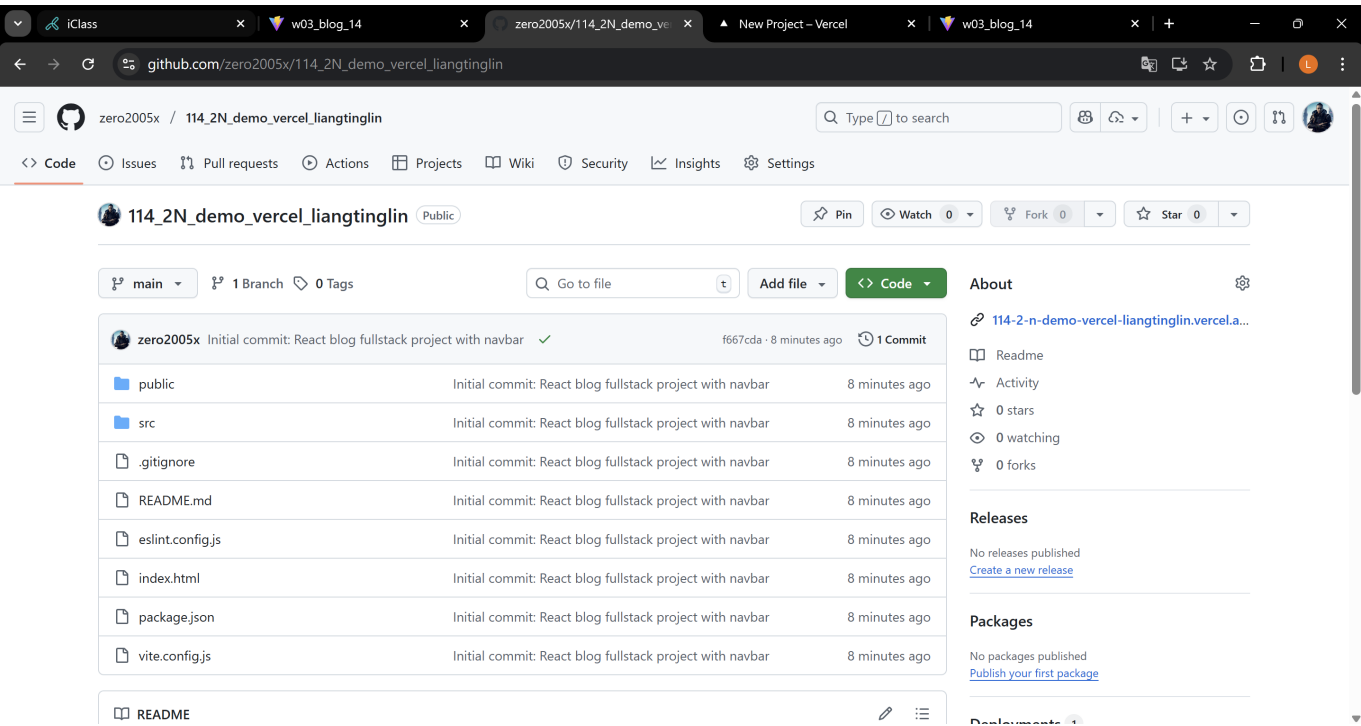 iClass
w03_blog_14
zero2005x/114_2N_demo_ve
New Project – Vercel
w03_blog_14
github.com/zero2005x/114_2N_demo_vercel_liangtinglin
L
zero2005x / 114_2N_demo_vercel_liangtinglin
Type / to search
Code Issues Pull requests Actions Projects Wiki Security Insights Settings
114_2N_demo_vercel_liangtinglin Public
Pin Watch 0 Fork 0 Star 0
main 1 Branch 0 Tags Go to file t Add file Code
zero2005x Initial commit: React blog fullstack project with navbar f667cda · 8 minutes ago 1 Commit
public Initial commit: React blog fullstack project with navbar 8 minutes ago
src Initial commit: React blog fullstack project with navbar 8 minutes ago
.gitignore Initial commit: React blog fullstack project with navbar 8 minutes ago
README.md Initial commit: React blog fullstack project with navbar 8 minutes ago
eslint.config.js Initial commit: React blog fullstack project with navbar 8 minutes ago
index.html Initial commit: React blog fullstack project with navbar 8 minutes ago
package.json Initial commit: React blog fullstack project with navbar 8 minutes ago
vite.config.js Initial commit: React blog fullstack project with navbar 8 minutes ago
README
About
114-2-n-demo-vercel-liangtinglin.vercel.a...
Readme
Activity
0 stars
0 watching
0 forks
Releases
No releases published
Create a new release
Packages
No packages published
Publish your first package
Deployments 1